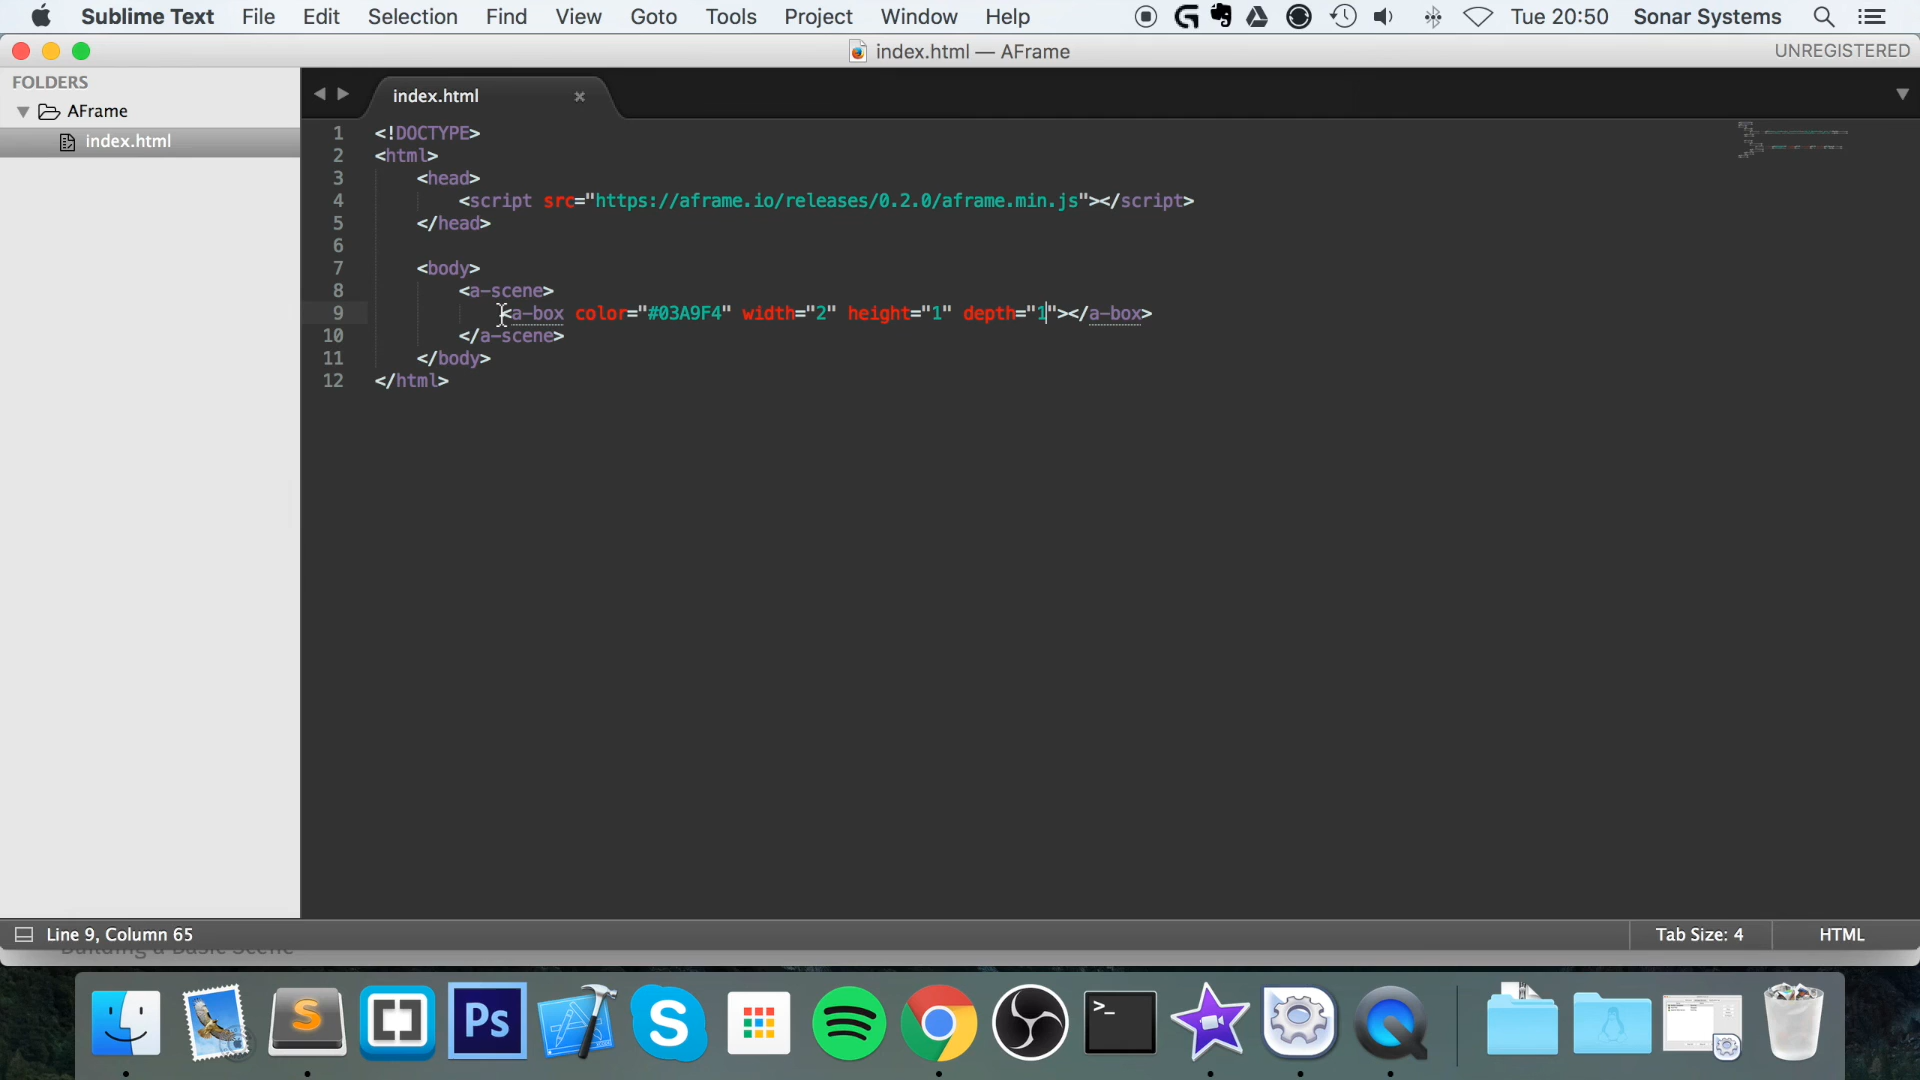 Sublime Text File Edit Selection Find View Goto Tools Project Window Help Tue 20:50 Sonar Systems
index.html — AFrame UNREGISTERED
FOLDERS
AFrame
index.html
index.html
1 <!DOCTYPE>
2 <html>
3 <head>
4 <script src="https://aframe.io/releases/0.2.0/aframe.min.js"></script>
5 </head>
6
7 <body>
8 <a-scene>
9 <a-box color="#03A9F4" width="2" height="1" depth="1"></a-box>
10 </a-scene>
11 </body>
12 </html>
Line 9, Column 65 Tab Size: 4 HTML
Building a Basic Scene
Ps